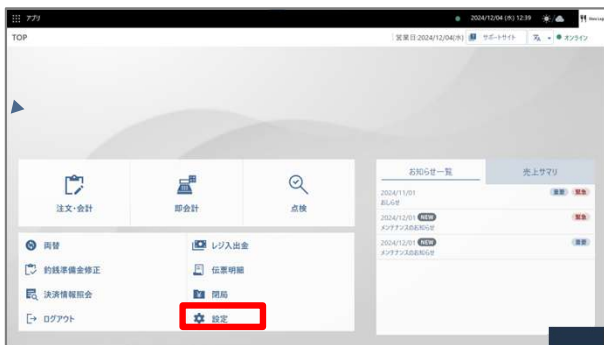 アプリ
2024/12/04 (水) 12:39
TOP
営業日:2024/12/04(水)
サポートサイト
オンライン
注文・会計
即会計
点検
お知らせ一覧
売上サマリ
2024/11/01
重要
緊急
おしらせ
2024/12/01 NEW
緊急
メンテナンスのお知らせ
2024/12/01 NEW
重要
メンテナンスのお知らせ
両替
レジ入出金
釣銭準備金修正
伝票明細
決済情報照会
閉局
ログアウト
設定